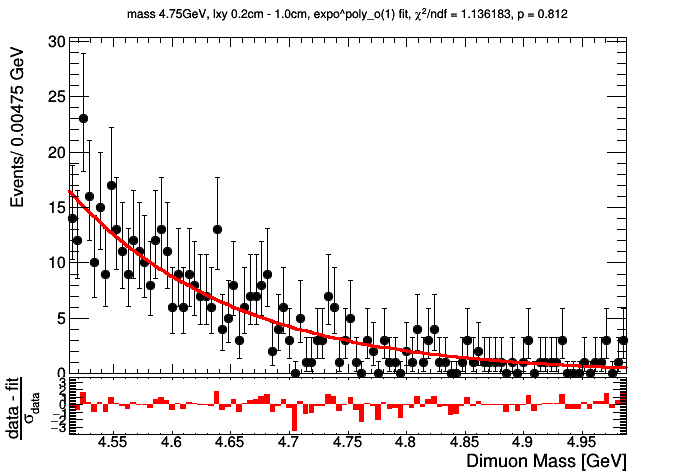 mass 4.75GeV, lxy 0.2cm - 1.0cm, expo^poly_o(1) fit, χ²/ndf = 1.136183, p = 0.812
Events/ 0.00475 GeV
30
25
20
15
10
5
0
data - fit
σdata
3
2
1
0
−1
−2
−3
4.55 4.6 4.65 4.7 4.75 4.8 4.85 4.9 4.95
Dimuon Mass [GeV]